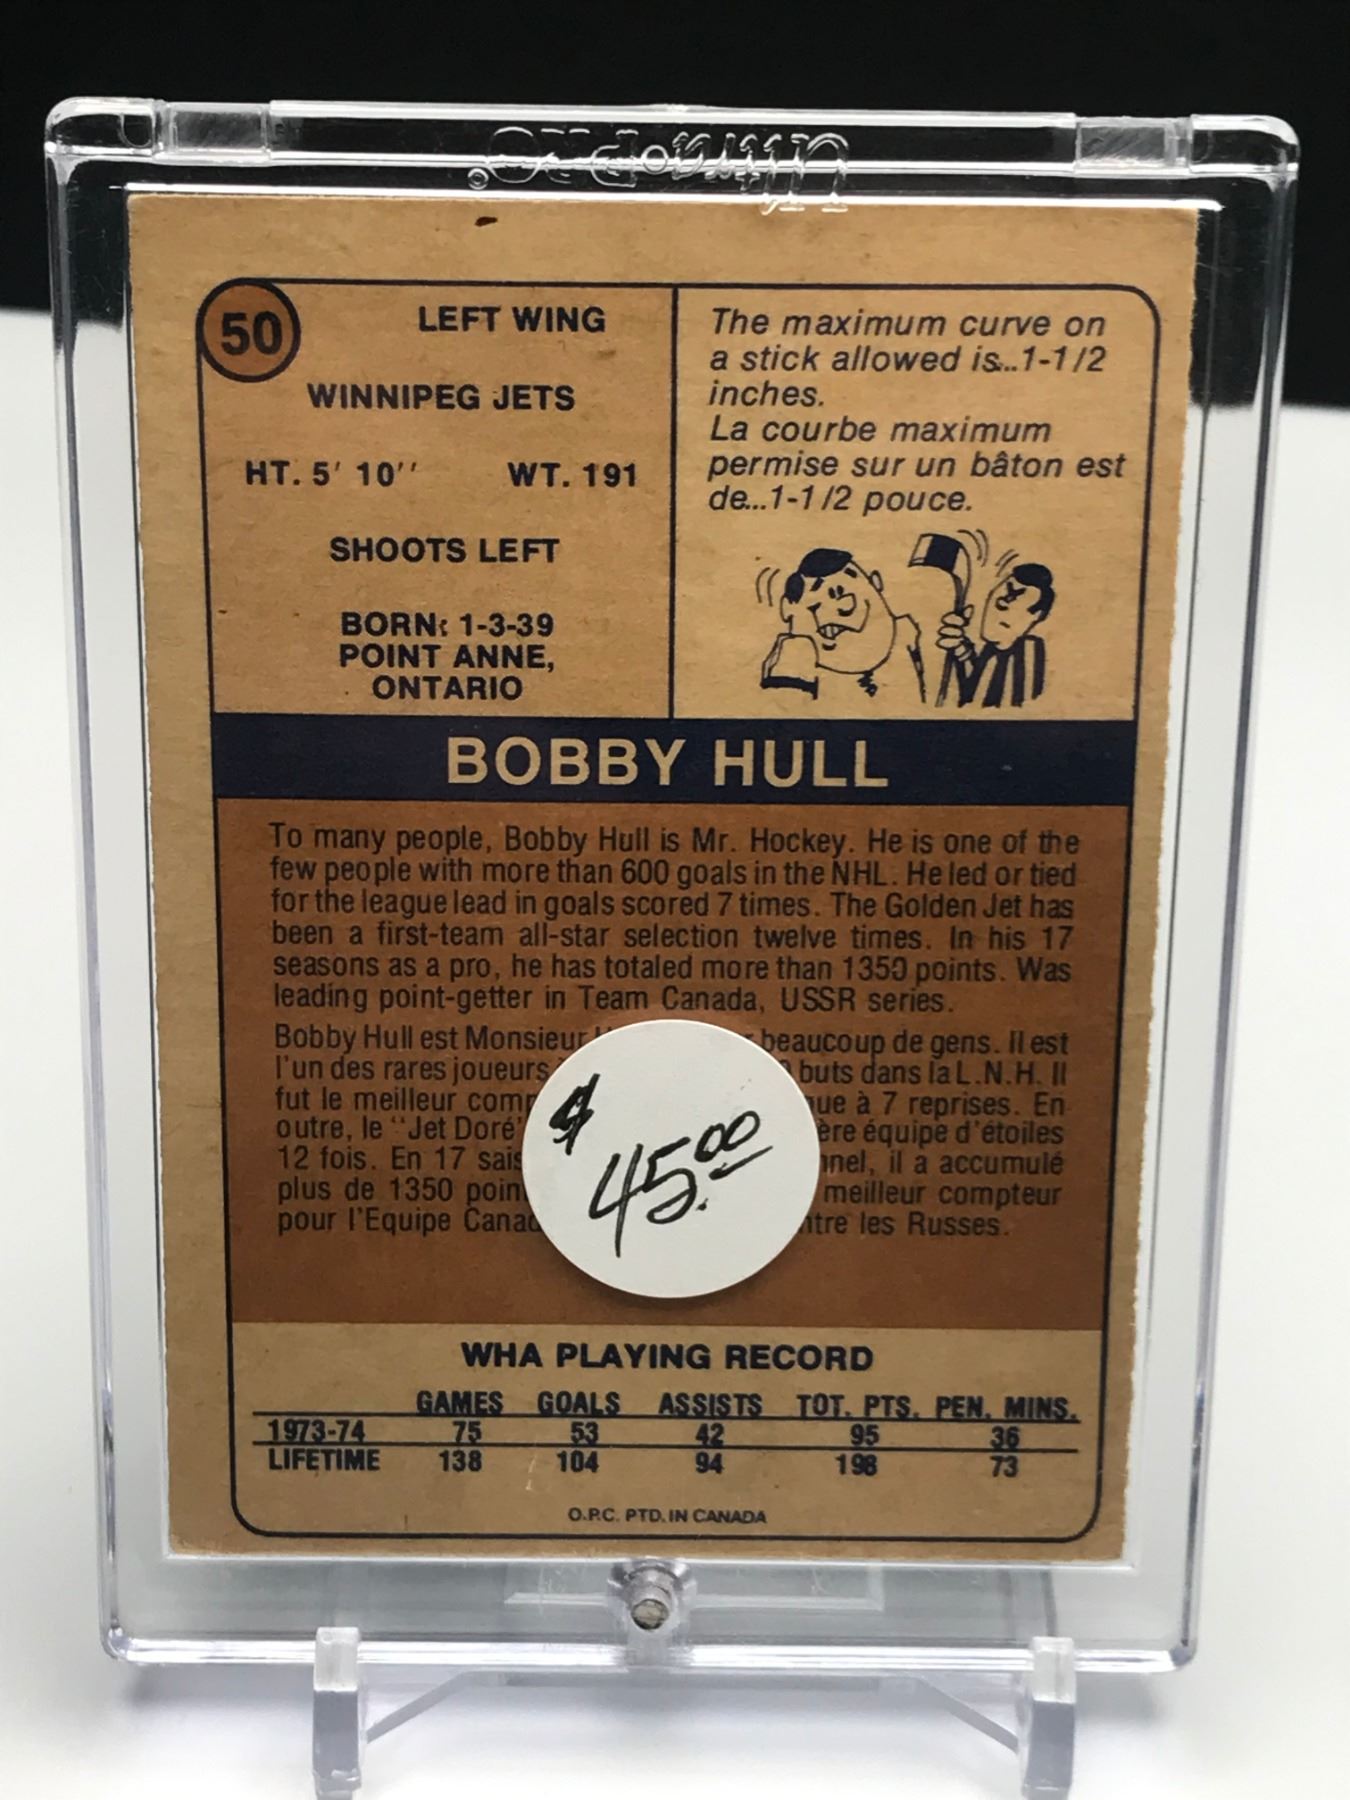 UltraPRO
50
LEFT WING
WINNIPEG JETS
HT. 5' 10'' WT. 191
SHOOTS LEFT
BORN: 1-3-39
POINT ANNE,
ONTARIO
The maximum curve on
a stick allowed is...1-1/2
inches.
La courbe maximum
permise sur un bâton est
de...1-1/2 pouce.
BOBBY HULL
To many people, Bobby Hull is Mr. Hockey. He is one of the
few people with more than 600 goals in the NHL. He led or tied
for the league lead in goals scored 7 times. The Golden Jet has
been a first-team all-star selection twelve times. In his 17
seasons as a pro, he has totaled more than 1350 points. Was
leading point-getter in Team Canada, USSR series.
Bobby Hull est Monsieur beaucoup de gens. Il est
l'un des rares joueurs buts dans la L.N.H. Il
fut le meilleur à 7 reprises. En
outre, le "Jet Doré" équipe d'étoiles
12 fois. En 17 il a accumulé
plus de 1350 meilleur compteur
pour l'Equipe les Russes.
$ 45.00
WHA PLAYING RECORD
GAMES GOALS ASSISTS TOT. PTS. PEN. MINS.
1973-74 75 53 42 95 36
LIFETIME 138 104 94 198 73
O.P.C. PTD. IN CANADA